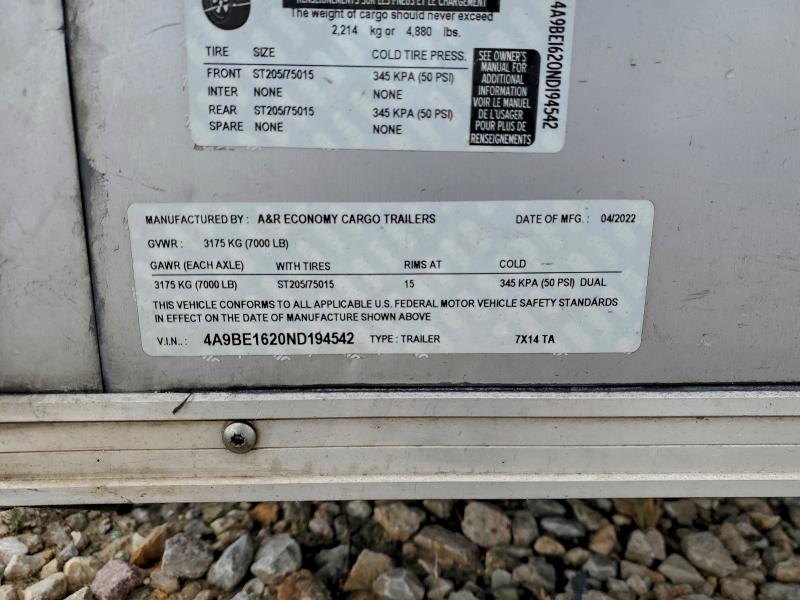 RENSEIGNEMENTS SUR LES PNEUS ET LE CHARGEMENT
The weight of cargo should never exceed
2,214 kg or 4,880 lbs.
TIRE SIZE COLD TIRE PRESS.
FRONT ST205/75015 345 KPA (50 PSI)
INTER NONE NONE
REAR ST205/75015 345 KPA (50 PSI)
SPARE NONE NONE
SEE OWNER'S
MANUAL FOR
ADDITIONAL
INFORMATION
VOIR LE MANUEL
DE L'USAGER
POUR PLUS DE
RENSEIGNEMENTS
4A9BE1620ND194542
MANUFACTURED BY : A&R ECONOMY CARGO TRAILERS DATE OF MFG. : 04/2022
GVWR : 3175 KG (7000 LB)
GAWR (EACH AXLE) WITH TIRES RIMS AT COLD
3175 KG (7000 LB) ST205/75015 15 345 KPA (50 PSI) DUAL
THIS VEHICLE CONFORMS TO ALL APPLICABLE U.S. FEDERAL MOTOR VEHICLE SAFETY STANDARDS
IN EFFECT ON THE DATE OF MANUFACTURE SHOWN ABOVE
V.I.N.. : 4A9BE1620ND194542 TYPE : TRAILER 7X14 TA